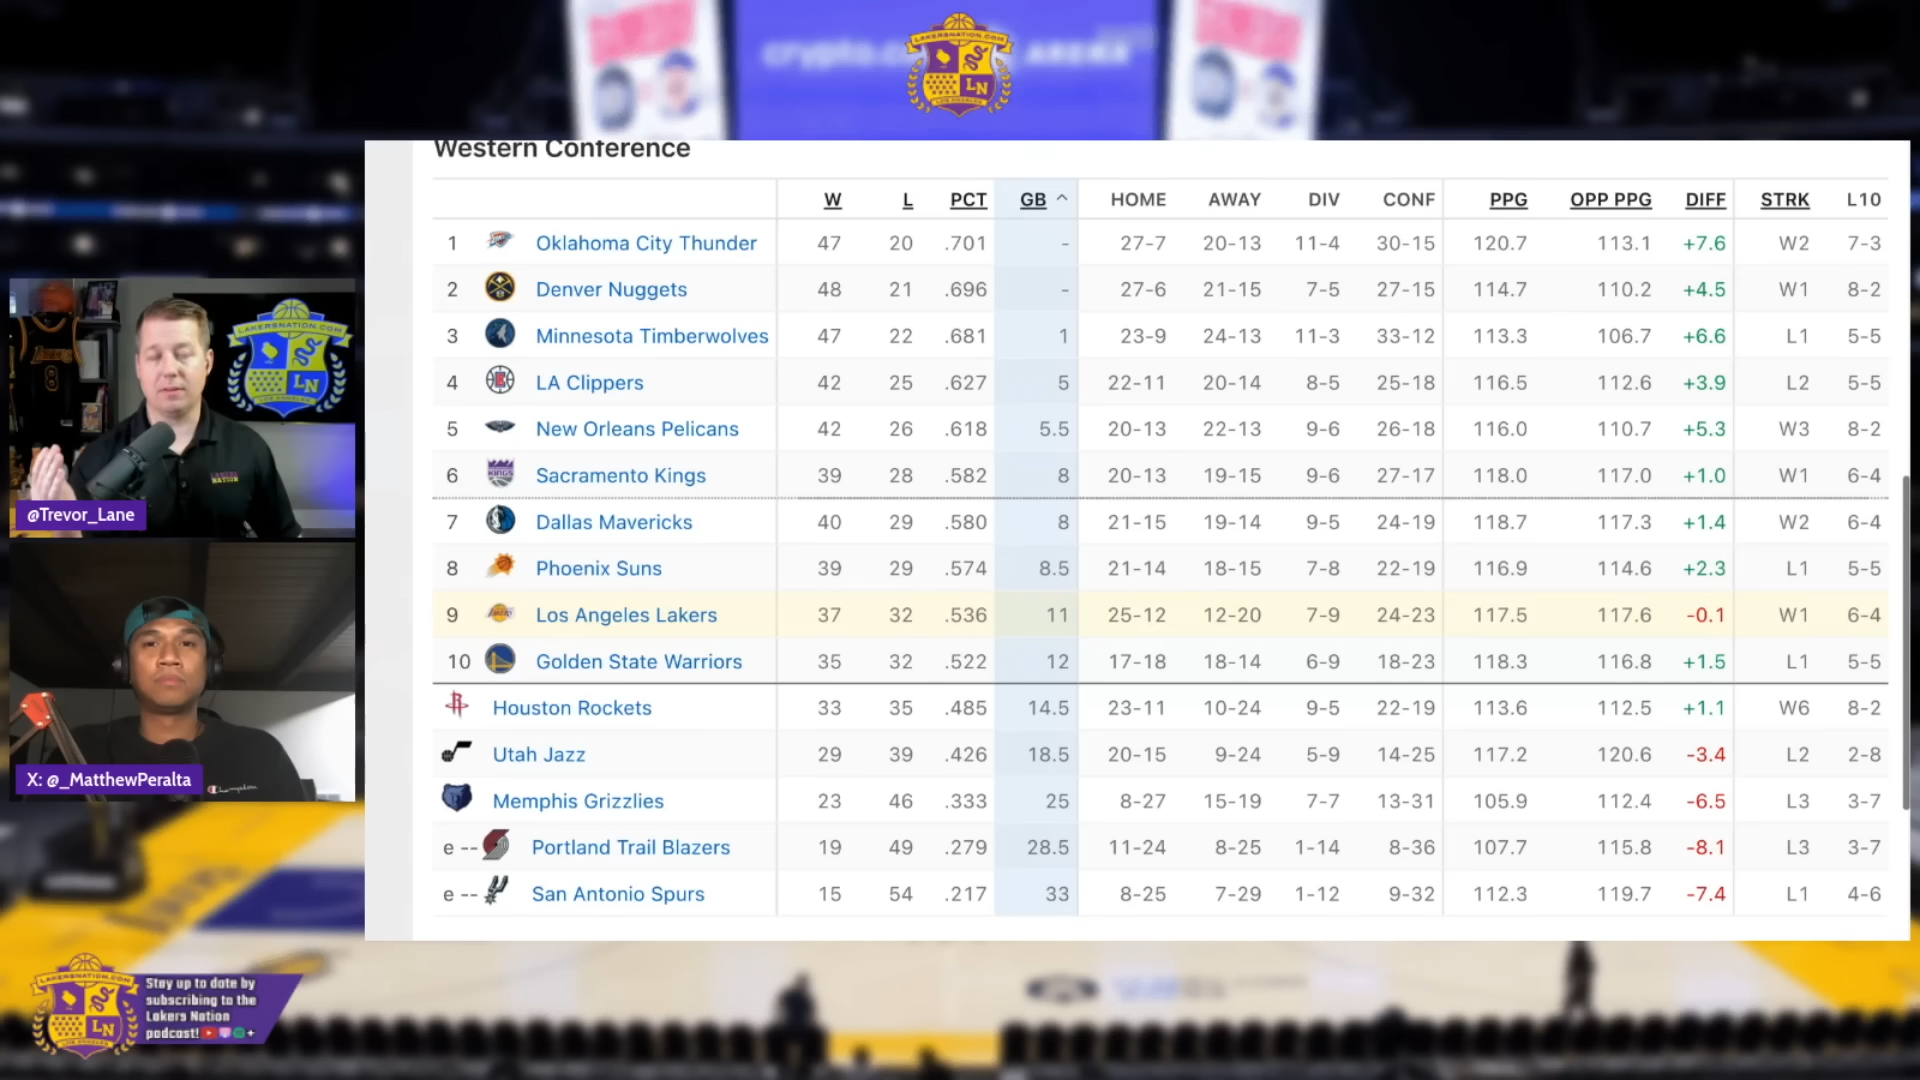 crypto.c ARENA
LAKERSNATION.COM
LN
LOS ANGELES
Western Conference
W L PCT GB HOME AWAY DIV CONF PPG OPP PPG DIFF STRK L10
1 Oklahoma City Thunder 47 20 .701 - 27-7 20-13 11-4 30-15 120.7 113.1 +7.6 W2 7-3
2 Denver Nuggets 48 21 .696 - 27-6 21-15 7-5 27-15 114.7 110.2 +4.5 W1 8-2
3 Minnesota Timberwolves 47 22 .681 1 23-9 24-13 11-3 33-12 113.3 106.7 +6.6 L1 5-5
4 LA Clippers 42 25 .627 5 22-11 20-14 8-5 25-18 116.5 112.6 +3.9 L2 5-5
5 New Orleans Pelicans 42 26 .618 5.5 20-13 22-13 9-6 26-18 116.0 110.7 +5.3 W3 8-2
6 KINGS Sacramento Kings 39 28 .582 8 20-13 19-15 9-6 27-17 118.0 117.0 +1.0 W1 6-4
7 Dallas Mavericks 40 29 .580 8 21-15 19-14 9-5 24-19 118.7 117.3 +1.4 W2 6-4
8 Phoenix Suns 39 29 .574 8.5 21-14 18-15 7-8 22-19 116.9 114.6 +2.3 L1 5-5
9 Los Angeles Lakers 37 32 .536 11 25-12 12-20 7-9 24-23 117.5 117.6 -0.1 W1 6-4
10 Golden State Warriors 35 32 .522 12 17-18 18-14 6-9 18-23 118.3 116.8 +1.5 L1 5-5
Houston Rockets 33 35 .485 14.5 23-11 10-24 9-5 22-19 113.6 112.5 +1.1 W6 8-2
Utah Jazz 29 39 .426 18.5 20-15 9-24 5-9 14-25 117.2 120.6 -3.4 L2 2-8
Memphis Grizzlies 23 46 .333 25 8-27 15-19 7-7 13-31 105.9 112.4 -6.5 L3 3-7
e -- Portland Trail Blazers 19 49 .279 28.5 11-24 8-25 1-14 8-36 107.7 115.8 -8.1 L3 3-7
e -- San Antonio Spurs 15 54 .217 33 8-25 7-29 1-12 9-32 112.3 119.7 -7.4 L1 4-6
LAKERSNATION.COM
LN
8
NATION
@Trevor_Lane
X: @_MatthewPeralta
Champion
LAKERSNATION.COM
LN
LOS ANGELES
Stay up to date by
subscribing to the
Lakers Nation
podcast! +